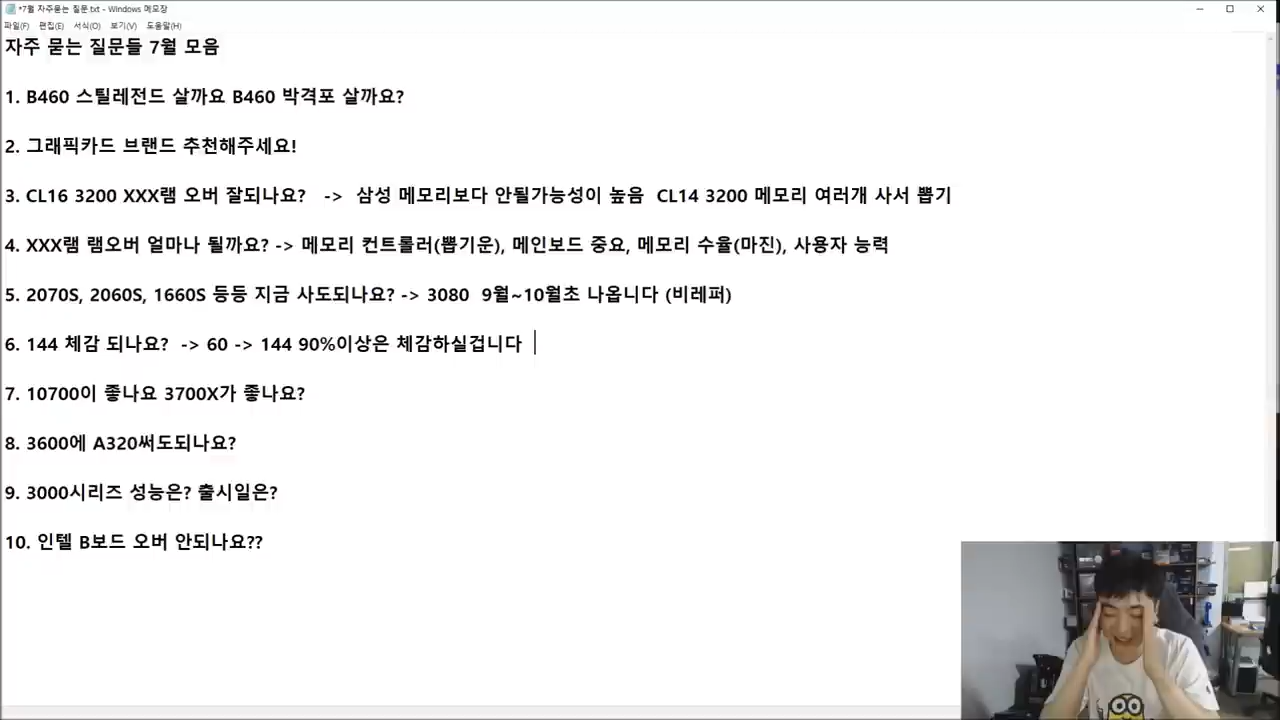 *7월 자주묻는 질문.txt - Windows 메모장
파일(F) 편집(E) 서식(O) 보기(V) 도움말(H)
자주 묻는 질문들 7월 모음
1. B460 스틸레전드 살까요 B460 박격포 살까요?
2. 그래픽카드 브랜드 추천해주세요!
3. CL16 3200 XXX램 오버 잘되나요? -> 삼성 메모리보다 안될가능성이 높음 CL14 3200 메모리 여러개 사서 뽑기
4. XXX램 램오버 얼마나 될까요? -> 메모리 컨트롤러(뽑기운), 메인보드 중요, 메모리 수율(마진), 사용자 능력
5. 2070S, 2060S, 1660S 등등 지금 사도되나요? -> 3080 9월~10월초 나옵니다 (비레퍼)
6. 144 체감 되나요? -> 60 -> 144 90%이상은 체감하실겁니다
7. 10700이 좋나요 3700X가 좋나요?
8. 3600에 A320써도되나요?
9. 3000시리즈 성능은? 출시일은?
10. 인텔 B보드 오버 안되나요??